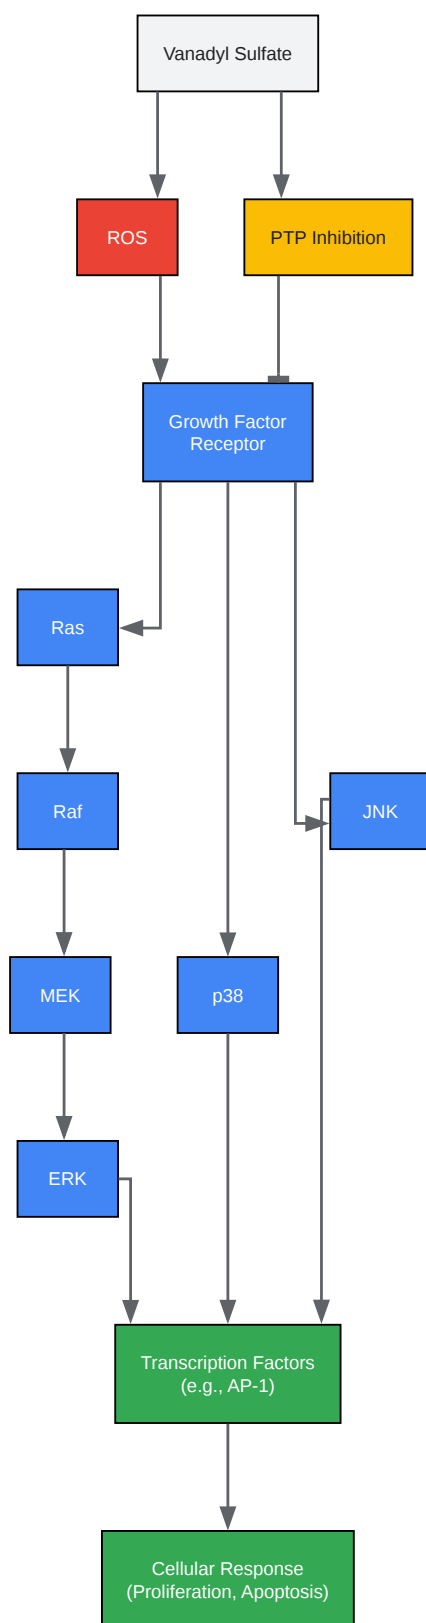 Vanadyl Sulfate
ROS
PTP Inhibition
Growth Factor
Receptor
Ras
Raf
JNK
MEK
p38
ERK
Transcription Factors
(e.g., AP-1)
Cellular Response
(Proliferation, Apoptosis)